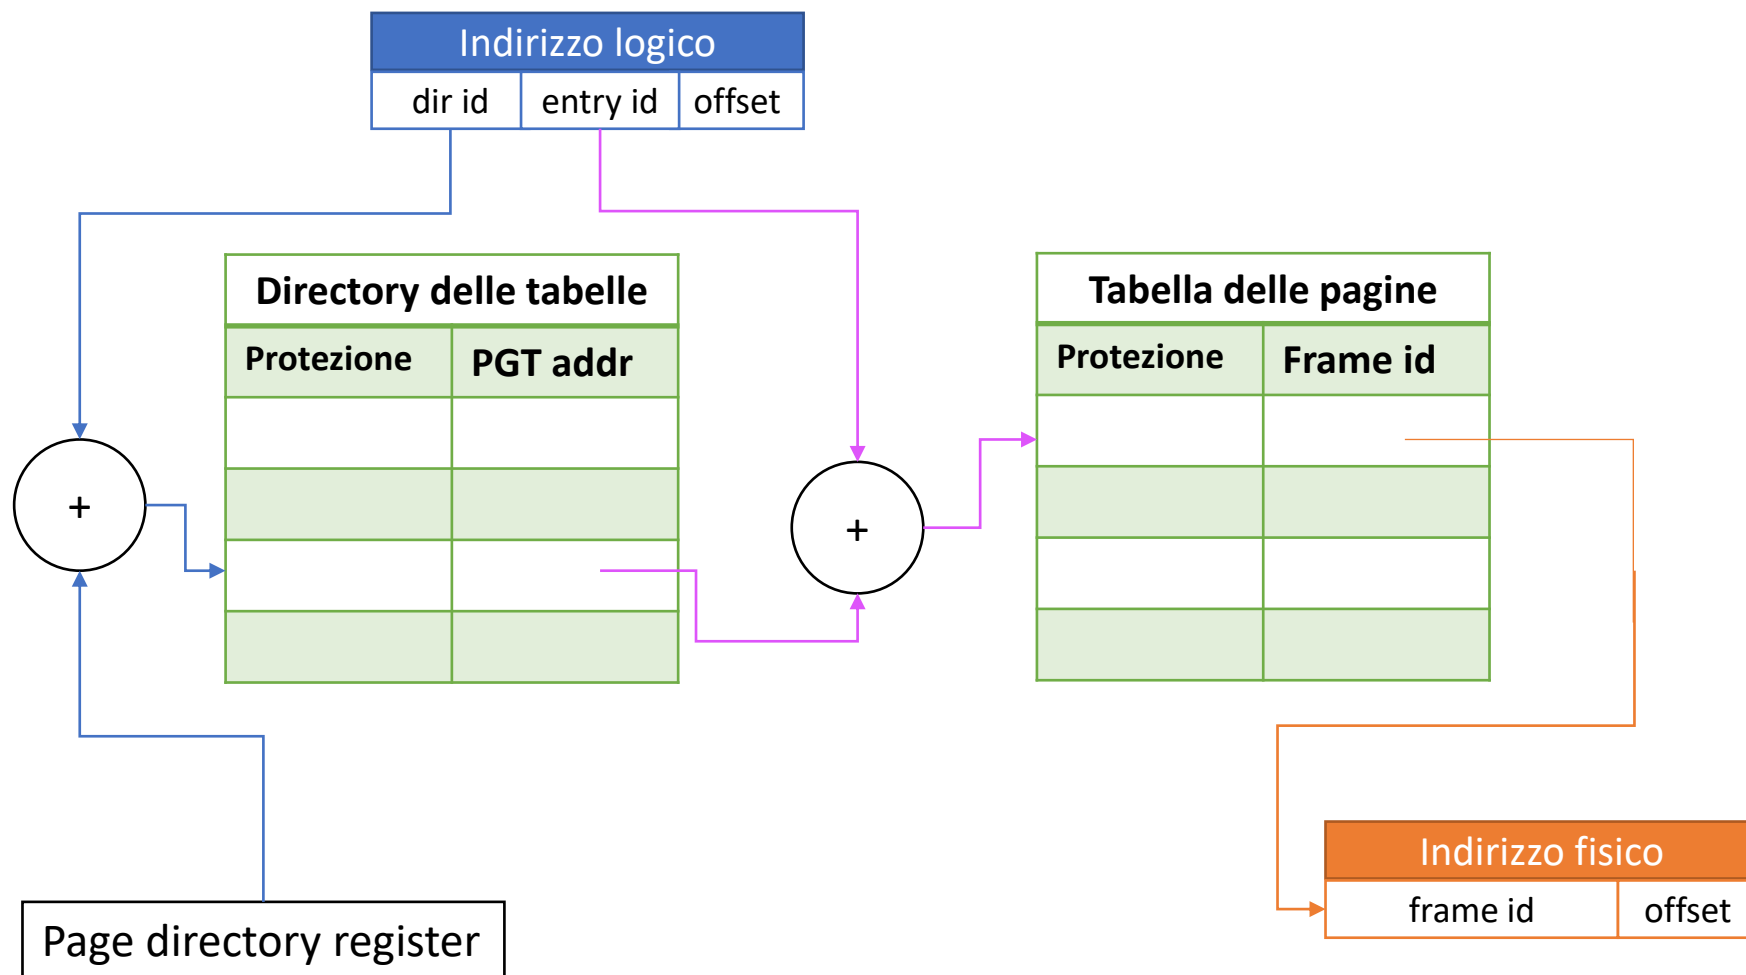 Indirizzo logico
dir id entry id offset
Directory delle tabelle
Protezione PGT addr
Tabella delle pagine
Protezione Frame id
+
+
Indirizzo fisico
frame id offset
Page directory register